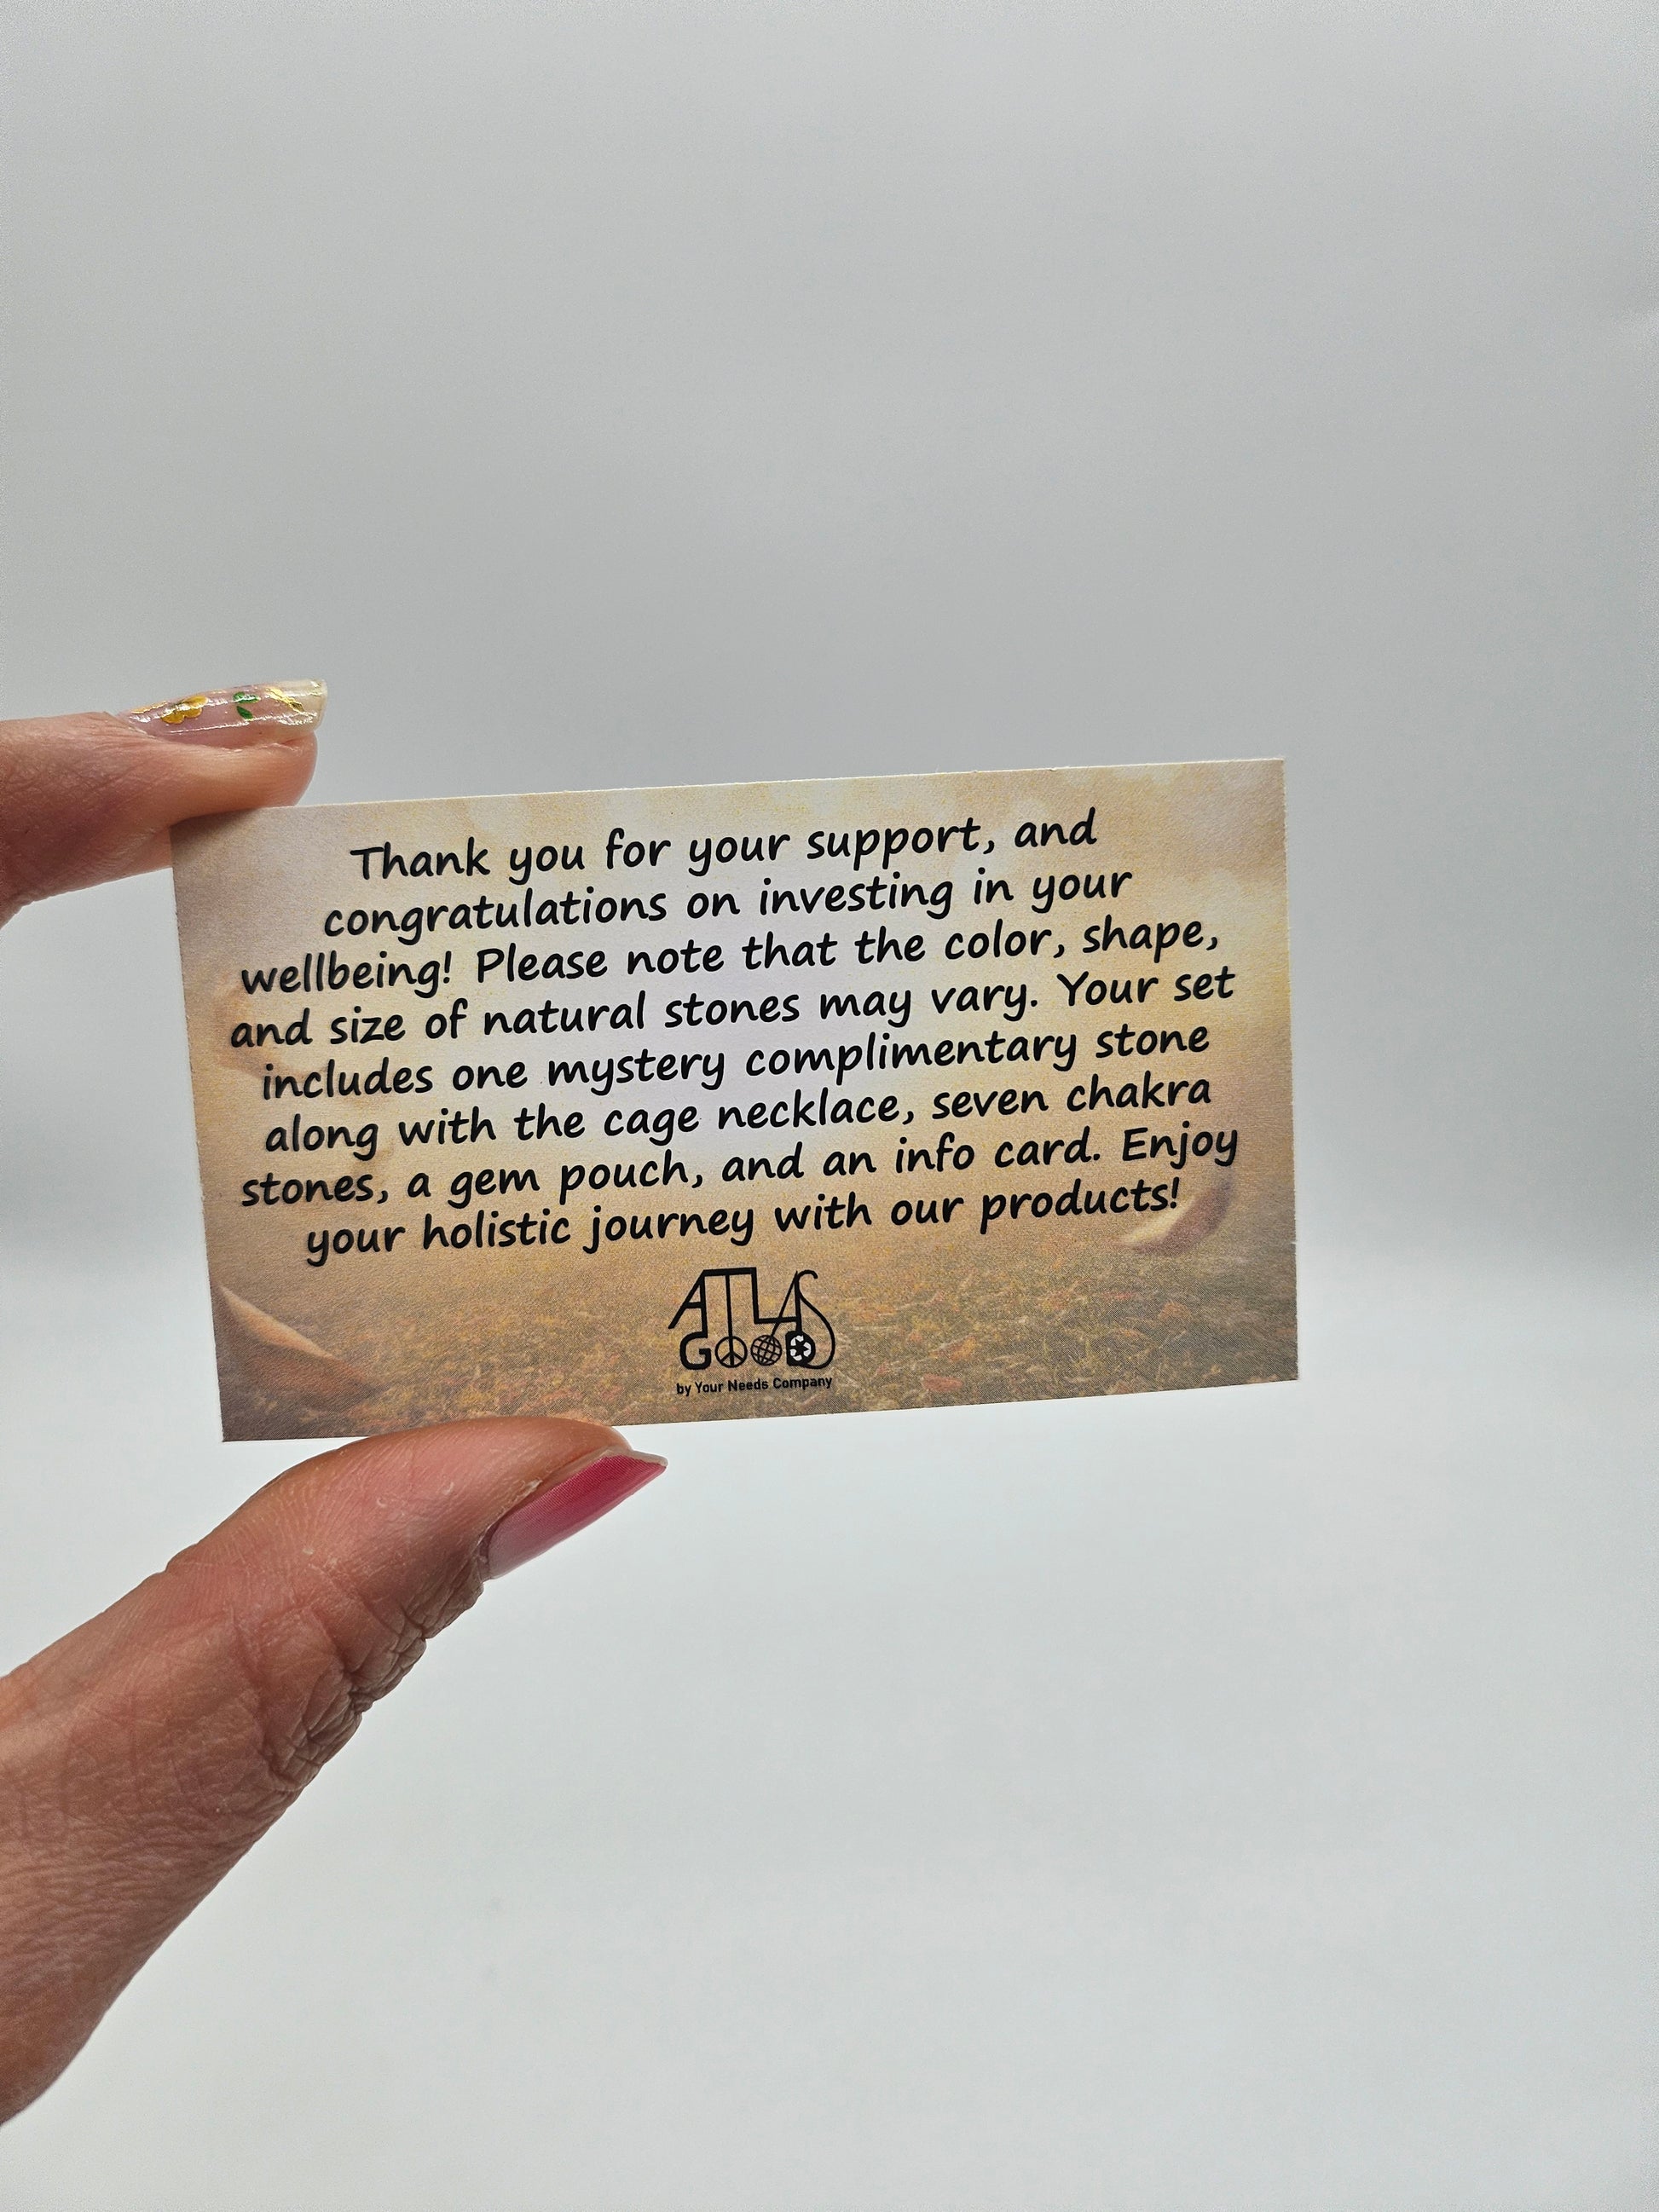 Thank you for your support, and
congratulations on investing in your
wellbeing! Please note that the color, shape,
and size of natural stones may vary. Your set
includes one mystery complimentary stone
along with the cage necklace, seven chakra
stones, a gem pouch, and an info card. Enjoy
your holistic journey with our products!
ATLAS
GOODS
by Your Needs Company